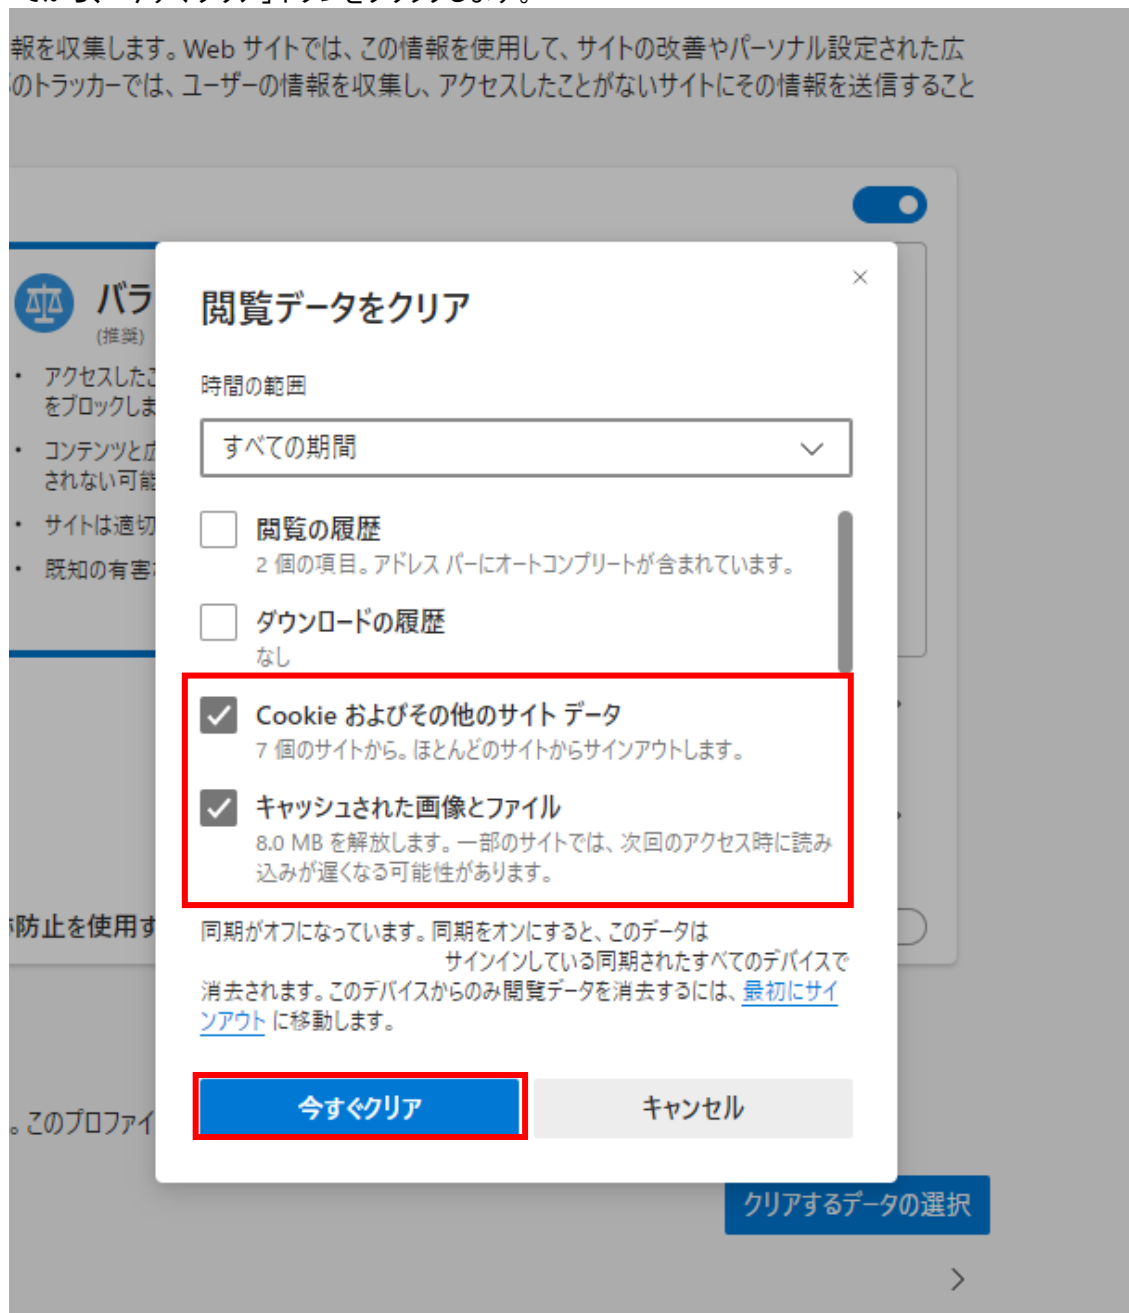 報を収集します。Web サイトでは、この情報を使用して、サイトの改善やパーソナル設定された広
のトラッカーでは、ユーザーの情報を収集し、アクセスしたことがないサイトにその情報を送信すること
バラ
(推奨)
• アクセスしたこ
をブロックしま
• コンテンツと広
されない可能
• サイトは適切
• 既知の有害
防止を使用す
。このプロファイ
閲覧データをクリア
時間の範囲
すべての期間
閲覧の履歴
2 個の項目。アドレス バーにオートコンプリートが含まれています。
ダウンロードの履歴
なし
Cookie およびその他のサイト データ
7 個のサイトから。ほとんどのサイトからサインアウトします。
キャッシュされた画像とファイル
8.0 MB を解放します。一部のサイトでは、次回のアクセス時に読み
込みが遅くなる可能性があります。
同期がオフになっています。同期をオンにすると、このデータは
サインインしている同期されたすべてのデバイスで
消去されます。このデバイスからのみ閲覧データを消去するには、最初にサイ
ンアウト に移動します。
今すぐクリア
キャンセル
クリアするデータの選択